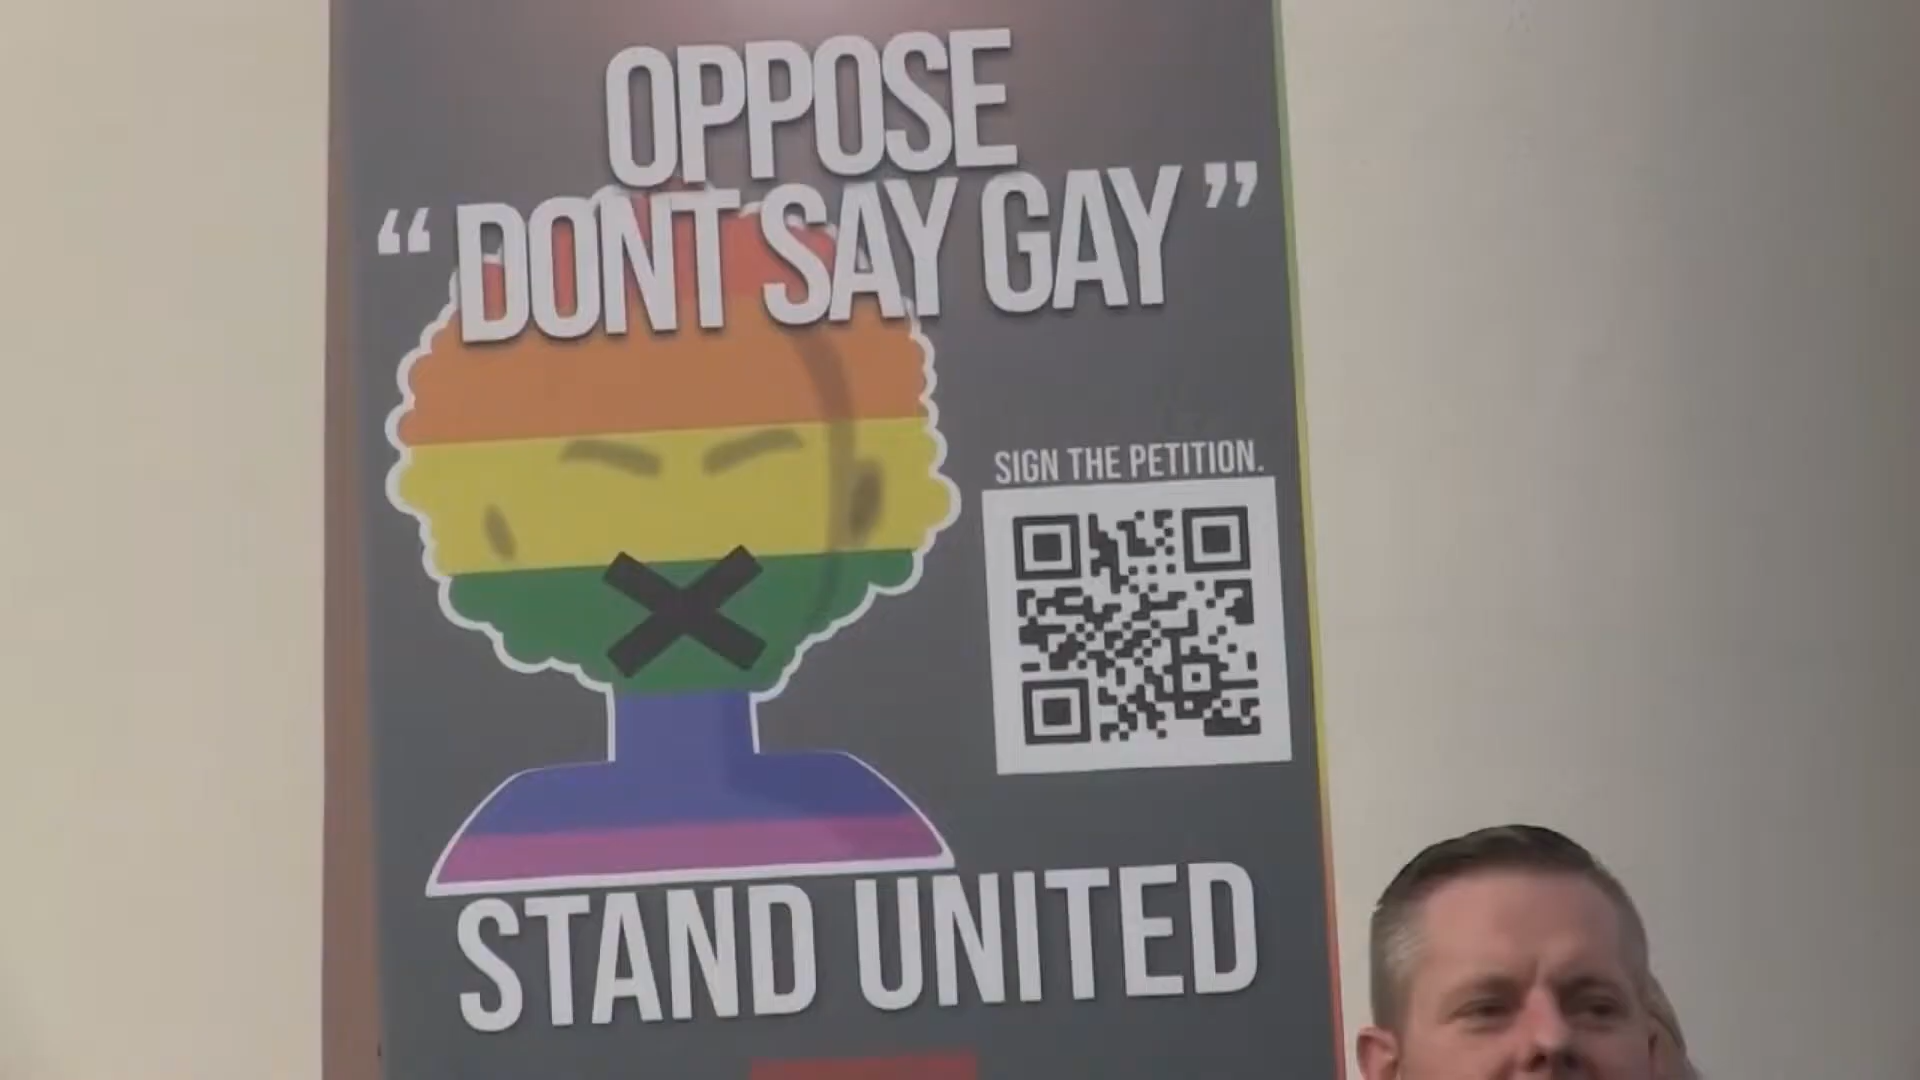 OPPOSE
“DONT SAY GAY”
SIGN THE PETITION.
STAND UNITED